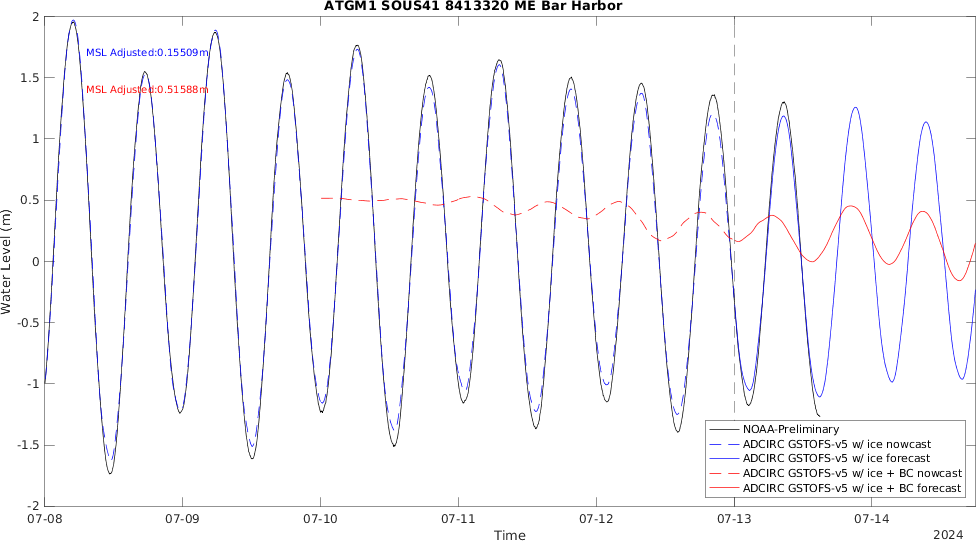 ATGM1 SOUS41 8413320 ME Bar Harbor
2
MSL Adjusted:0.15509m
1.5
MSL Adjusted:0.51588m
1
0.5
0
-0.5
-1
-1.5
-2
Water Level (m)
NOAA-Preliminary
ADCIRC GSTOFS-v5 w/ ice nowcast
ADCIRC GSTOFS-v5 w/ ice forecast
ADCIRC GSTOFS-v5 w/ ice + BC nowcast
ADCIRC GSTOFS-v5 w/ ice + BC forecast
07-08 07-09 07-10 07-11 07-12 07-13 07-14
Time
2024